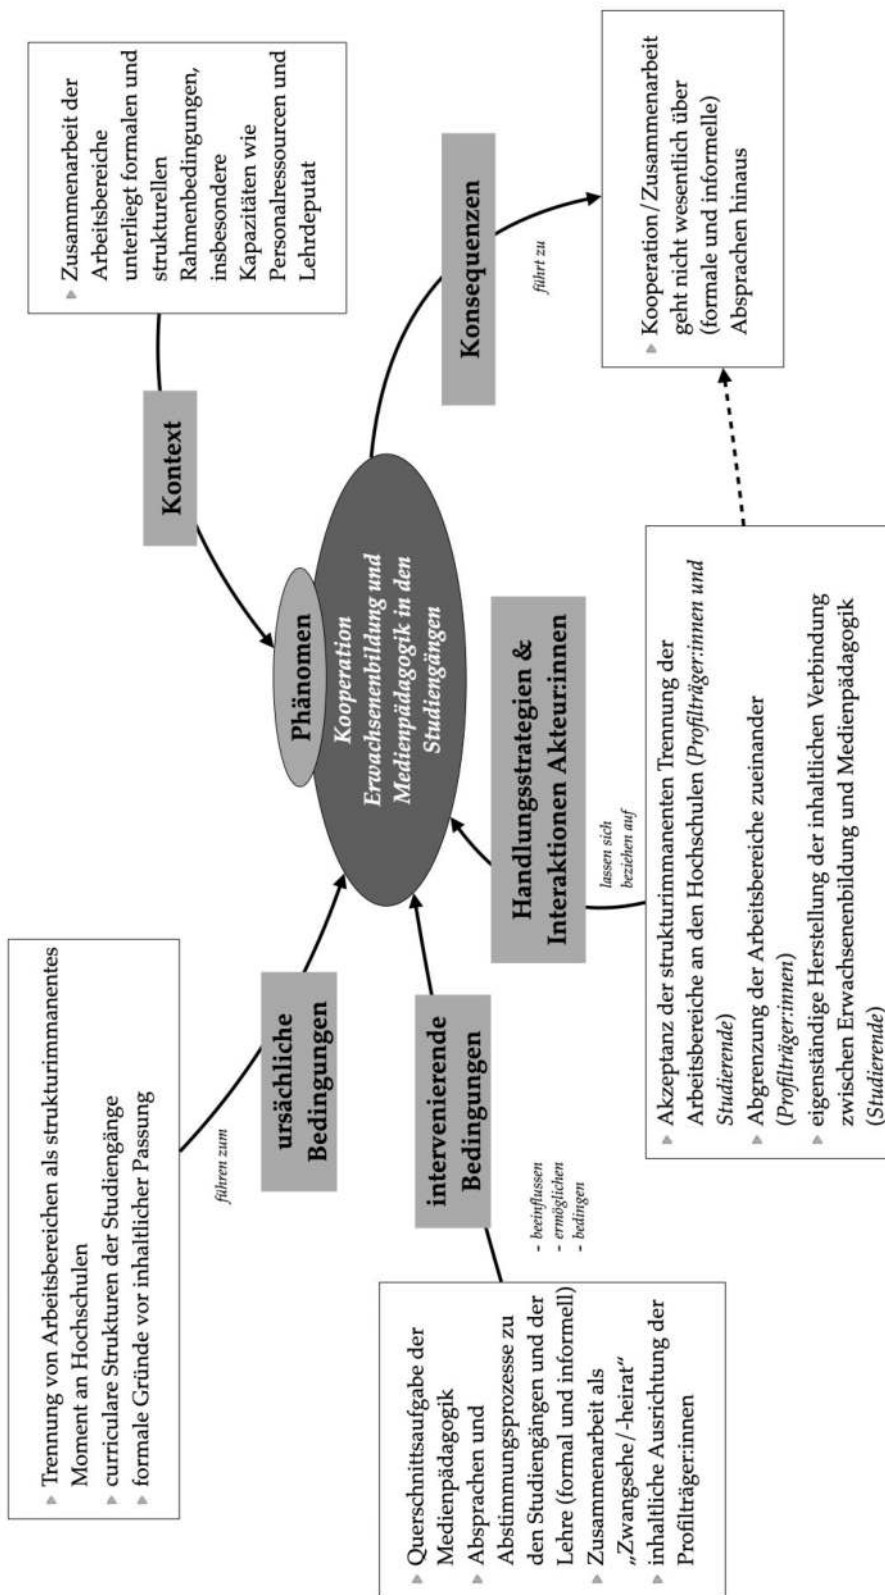 Trennung von Arbeitsbereichen als strukturimmanentes
Moment an Hochschulen
curriculare Strukturen der Studiengänge
formale Gründe vor inhaltlicher Passung
führen zum
ursächliche
Bedingungen
Zusammenarbeit der
Arbeitsbereiche
unterliegt formalen und
strukturellen
Rahmenbedingungen,
insbesondere
Kapazitäten wie
Personalressourcen und
Lehrdeputat
Kontext
Phänomen
Kooperation
Erwachsenenbildung und
Medienpädagogik in den
Studiengängen
Querschnittsaufgabe der
Medienpädagogik
Absprachen und
Abstimmungsprozesse zu
den Studiengängen und der
Lehre (formal und informell)
Zusammenarbeit als
„Zwangsehe/-heirat“
inhaltliche Ausrichtung der
Profilträger:innen
- beeinflussen
- ermöglichen
- bedingen
intervenierende
Bedingungen
Handlungsstrategien &
Interaktionen Akteur:innen
lassen sich
beziehen auf
Akzeptanz der strukturimmanenten Trennung der
Arbeitsbereiche an den Hochschulen (Profilträger:innen und
Studierende)
Abgrenzung der Arbeitsbereiche zueinander
(Profilträger:innen)
eigenständige Herstellung der inhaltlichen Verbindung
zwischen Erwachsenenbildung und Medienpädagogik
(Studierende)
Konsequenzen
führt zu
Kooperation/Zusammenarbeit
geht nicht wesentlich über
(formale und informelle)
Absprachen hinaus